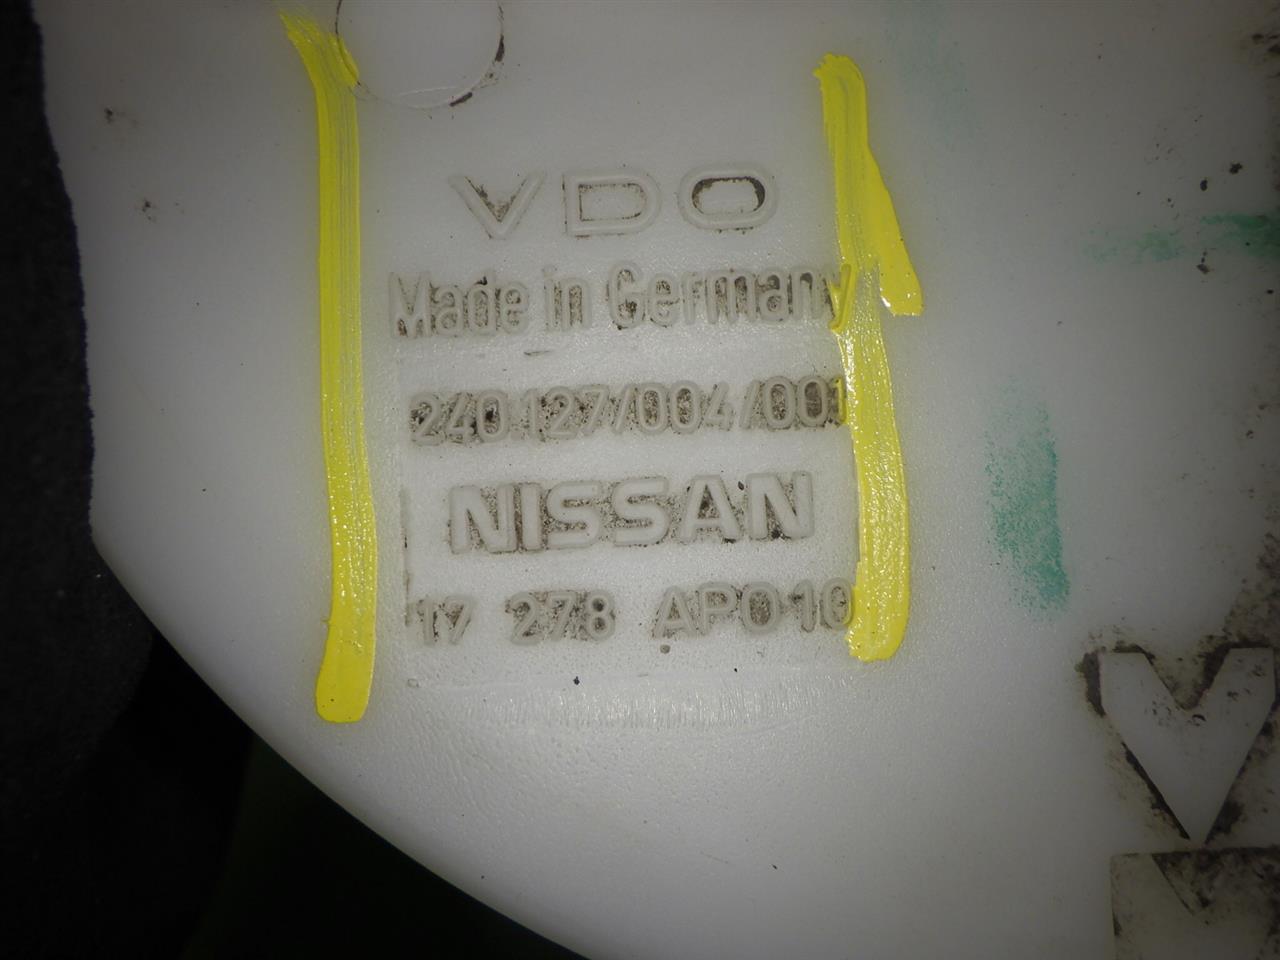 VDO
Made in Germany
240.127/004/001
NISSAN
17 278 AP010